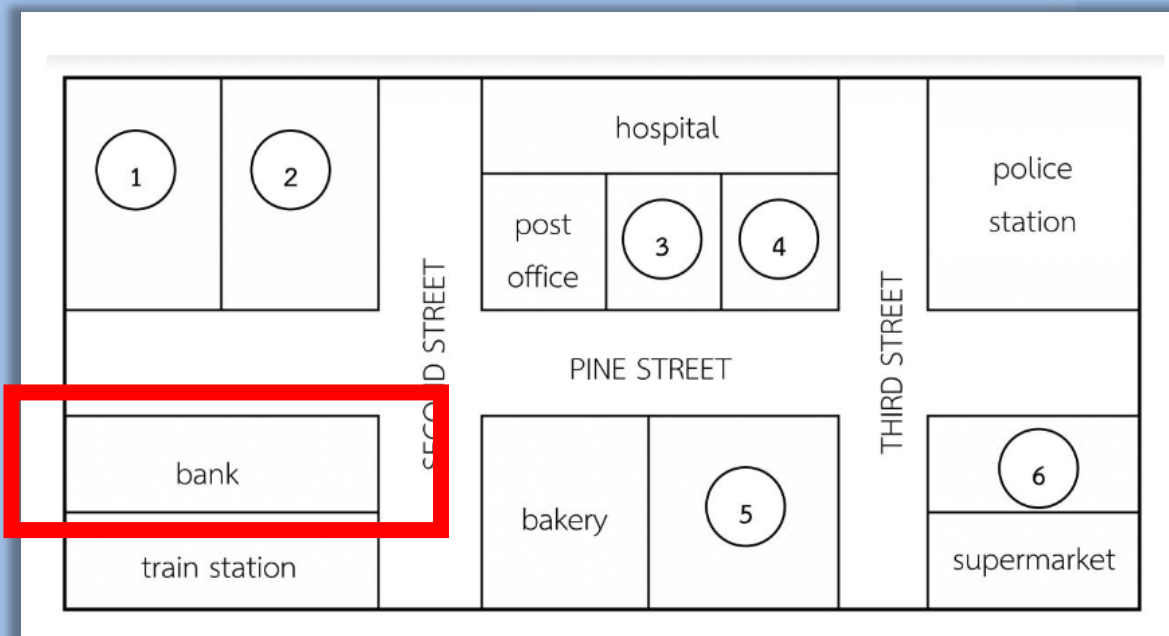 1
2
hospital
post
office
3
4
police
station
SECOND STREET
PINE STREET
THIRD STREET
bank
train station
bakery
5
6
supermarket